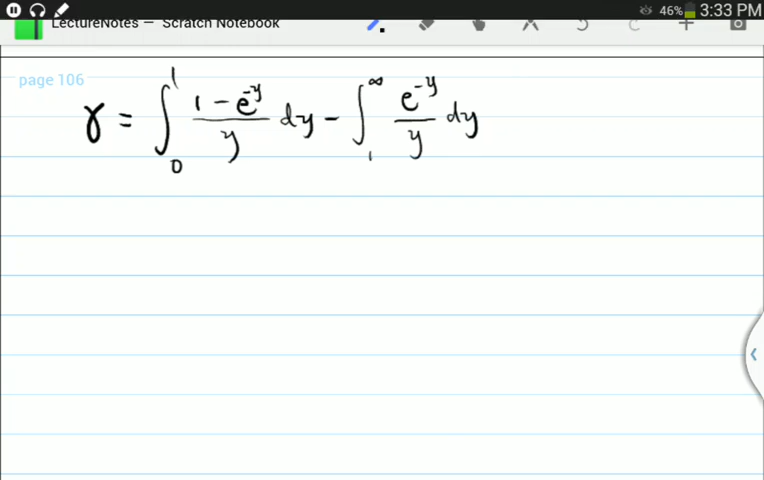 46% 3:33 PM
LectureNotes — Scratch Notebook
page 106
γ = ∫₀¹ (1 − e^{-y})/y dy − ∫₁^∞ e^{-y}/y dy